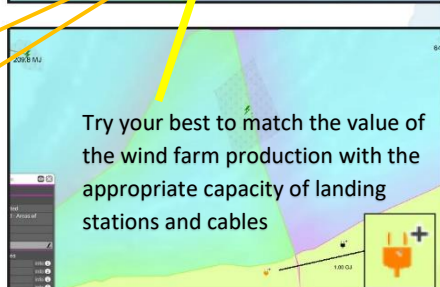 209.8 MJ
64
Try your best to match the value of
the wind farm production with the
appropriate capacity of landing
stations and cables
1.00 GJ